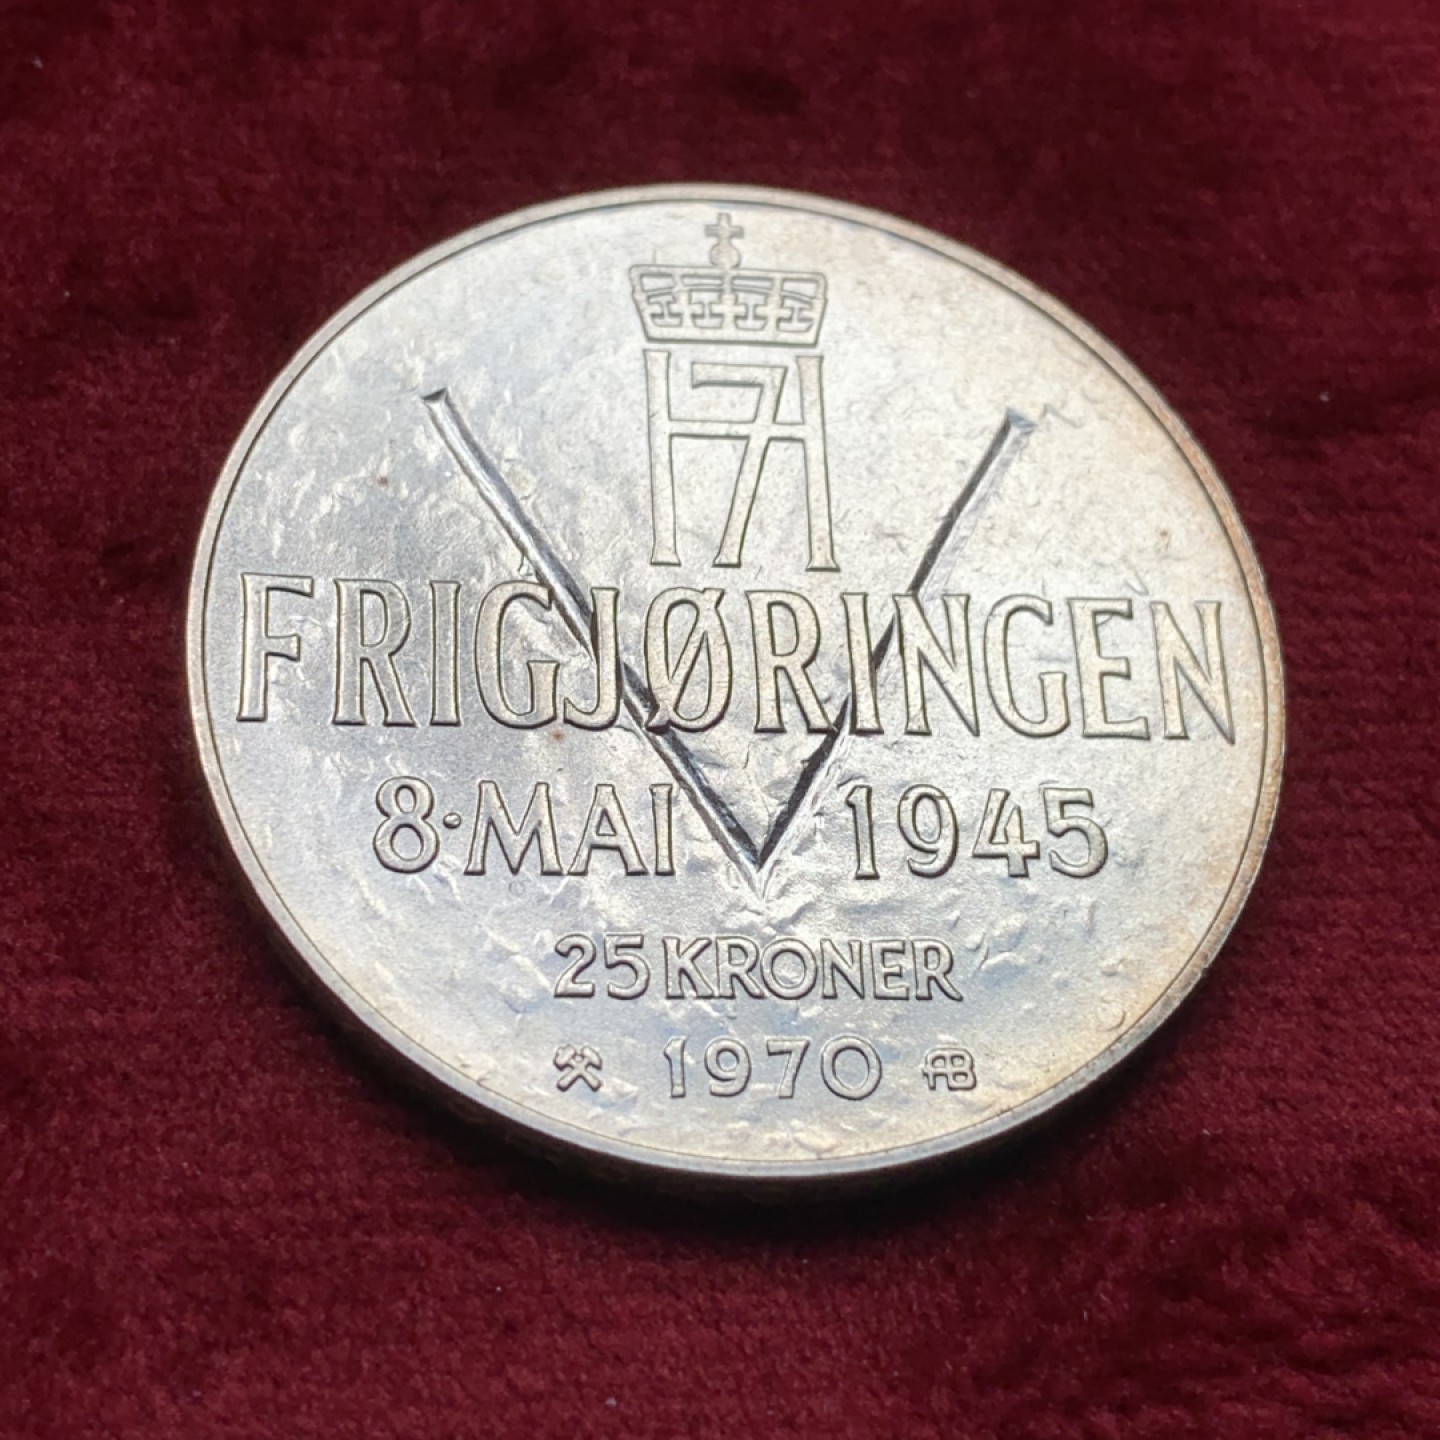 H7
FRIGJØRINGEN
8·MAI 1945
25 KRONER
1970 AB